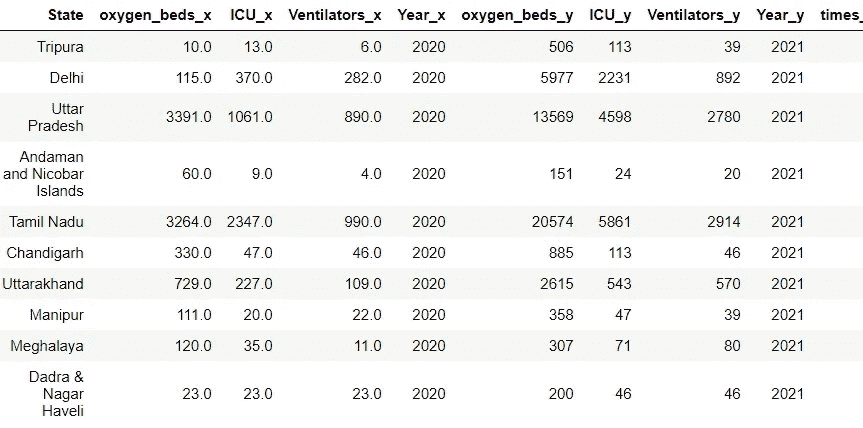 State oxygen_beds_x ICU_x Ventilators_x Year_x oxygen_beds_y ICU_y Ventilators_y Year_y times_
Tripura 10.0 13.0 6.0 2020 506 113 39 2021
Delhi 115.0 370.0 282.0 2020 5977 2231 892 2021
Uttar
Pradesh 3391.0 1061.0 890.0 2020 13569 4598 2780 2021
Andaman
and Nicobar
Islands 60.0 9.0 4.0 2020 151 24 20 2021
Tamil Nadu 3264.0 2347.0 990.0 2020 20574 5861 2914 2021
Chandigarh 330.0 47.0 46.0 2020 885 113 46 2021
Uttarakhand 729.0 227.0 109.0 2020 2615 543 570 2021
Manipur 111.0 20.0 22.0 2020 358 47 39 2021
Meghalaya 120.0 35.0 11.0 2020 307 71 80 2021
Dadra &
Nagar
Haveli 23.0 23.0 23.0 2020 200 46 46 2021